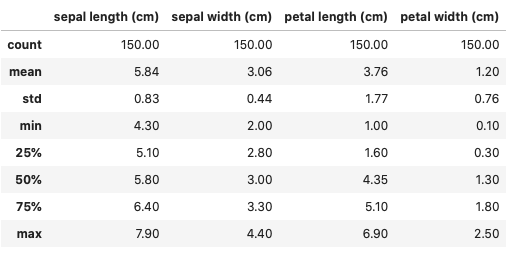 sepal length (cm) sepal width (cm) petal length (cm) petal width (cm)
count 150.00 150.00 150.00 150.00
mean 5.84 3.06 3.76 1.20
std 0.83 0.44 1.77 0.76
min 4.30 2.00 1.00 0.10
25% 5.10 2.80 1.60 0.30
50% 5.80 3.00 4.35 1.30
75% 6.40 3.30 5.10 1.80
max 7.90 4.40 6.90 2.50